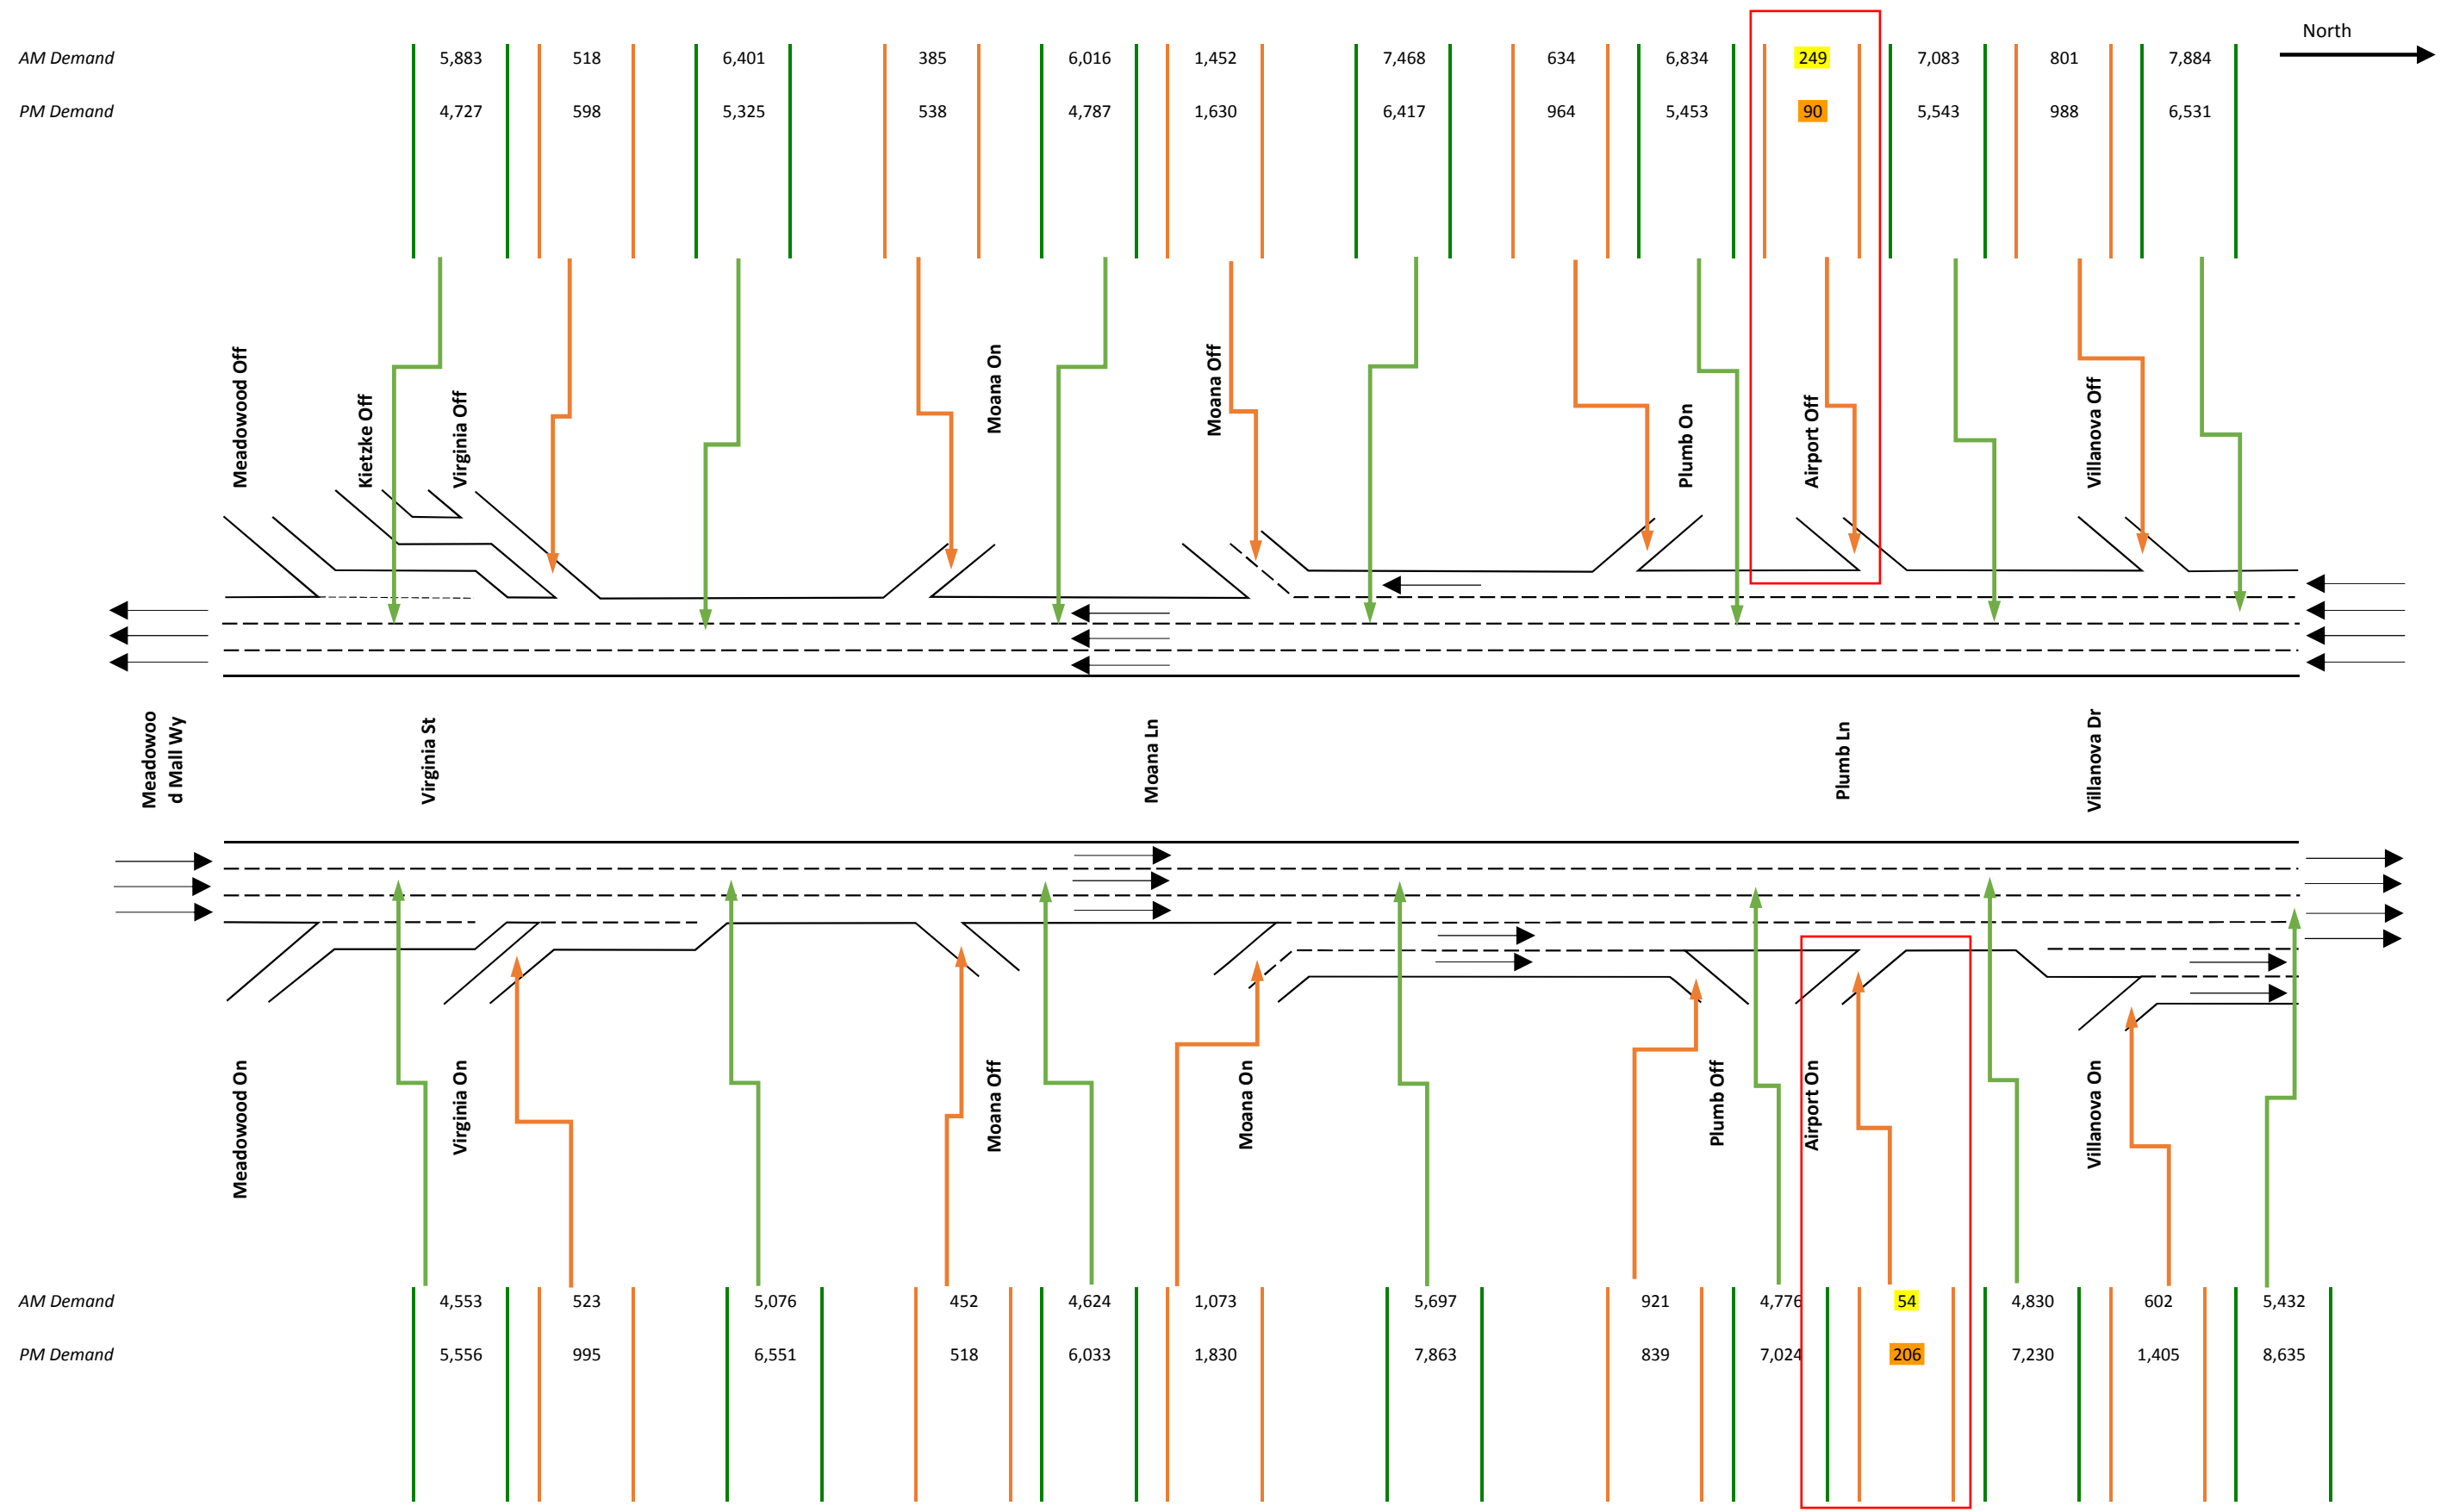 North
AM Demand 5,883 518 6,401 385 6,016 1,452 7,468 634 6,834 249 7,083 801 7,884
PM Demand 4,727 598 5,325 538 4,787 1,630 6,417 964 5,453 90 5,543 988 6,531
Meadowood Off
Kietzke Off
Virginia Off
Moana On
Moana Off
Plumb On
Airport Off
Villanova Off
Meadowoo
d Mall Wy
Virginia St
Moana Ln
Plumb Ln
Villanova Dr
Meadowood On
Virginia On
Moana Off
Moana On
Plumb Off
Airport On
Villanova On
AM Demand 4,553 523 5,076 452 4,624 1,073 5,697 921 4,776 54 4,830 602 5,432
PM Demand 5,556 995 6,551 518 6,033 1,830 7,863 839 7,024 206 7,230 1,405 8,635